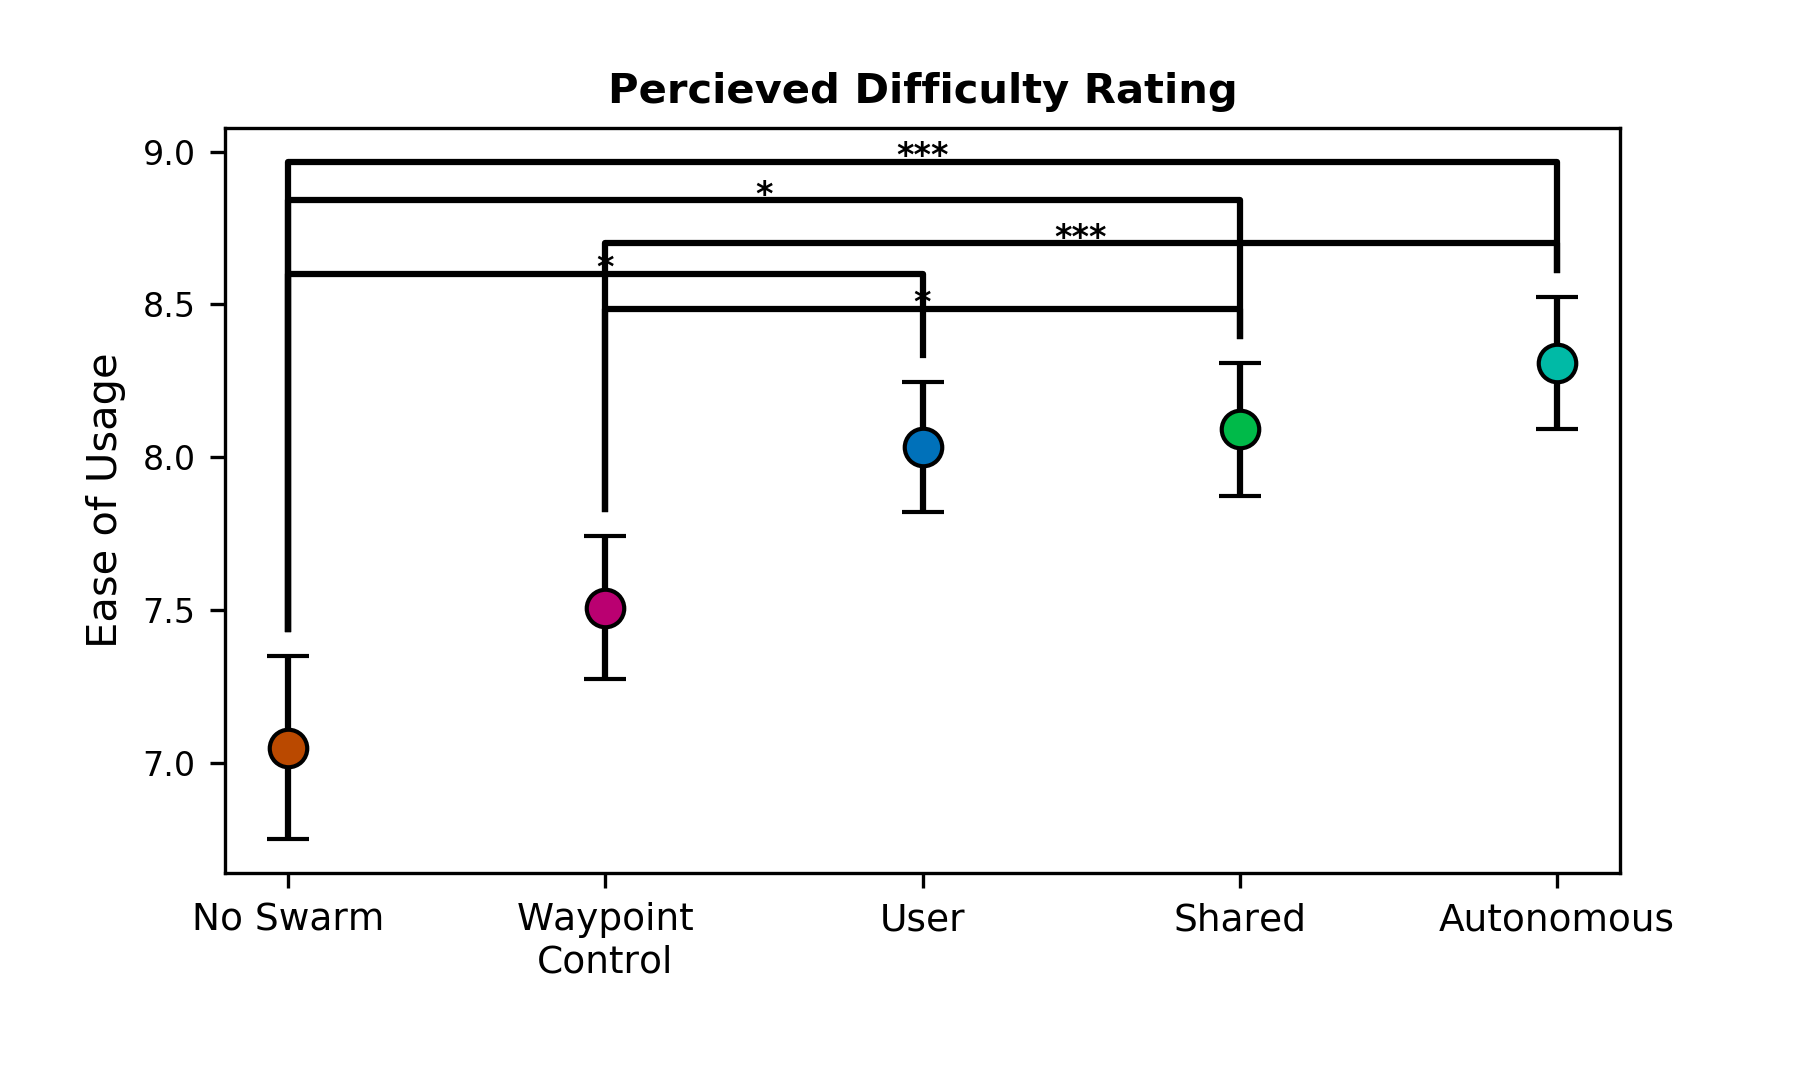 Percieved Difficulty Rating
9.0
8.5
8.0
7.5
7.0
Ease of Usage
***
*
***
*
*
No Swarm
Waypoint
Control
User
Shared
Autonomous